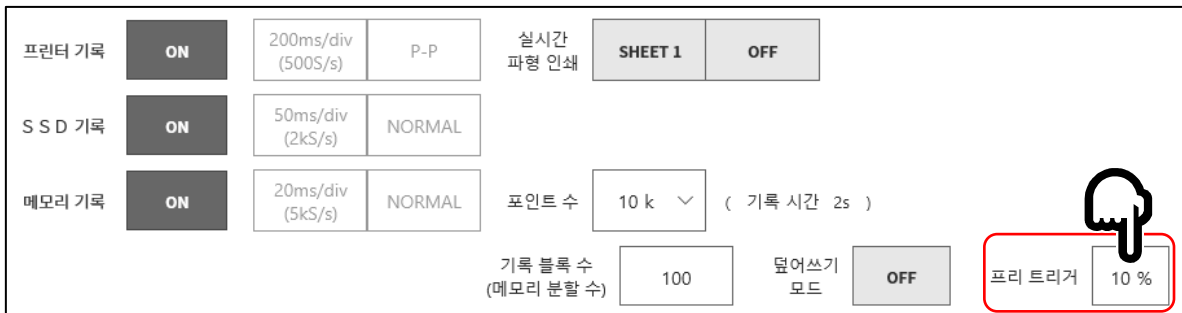 프린터 기록 ON 200ms/div (500S/s) P-P 실시간 파형 인쇄 SHEET 1 OFF
S S D 기록 ON 50ms/div (2kS/s) NORMAL
메모리 기록 ON 20ms/div (5kS/s) NORMAL 포인트 수 10 k ( 기록 시간 2s )
기록 블록 수 (메모리 분할 수) 100 덮어쓰기 모드 OFF 프리 트리거 10 %